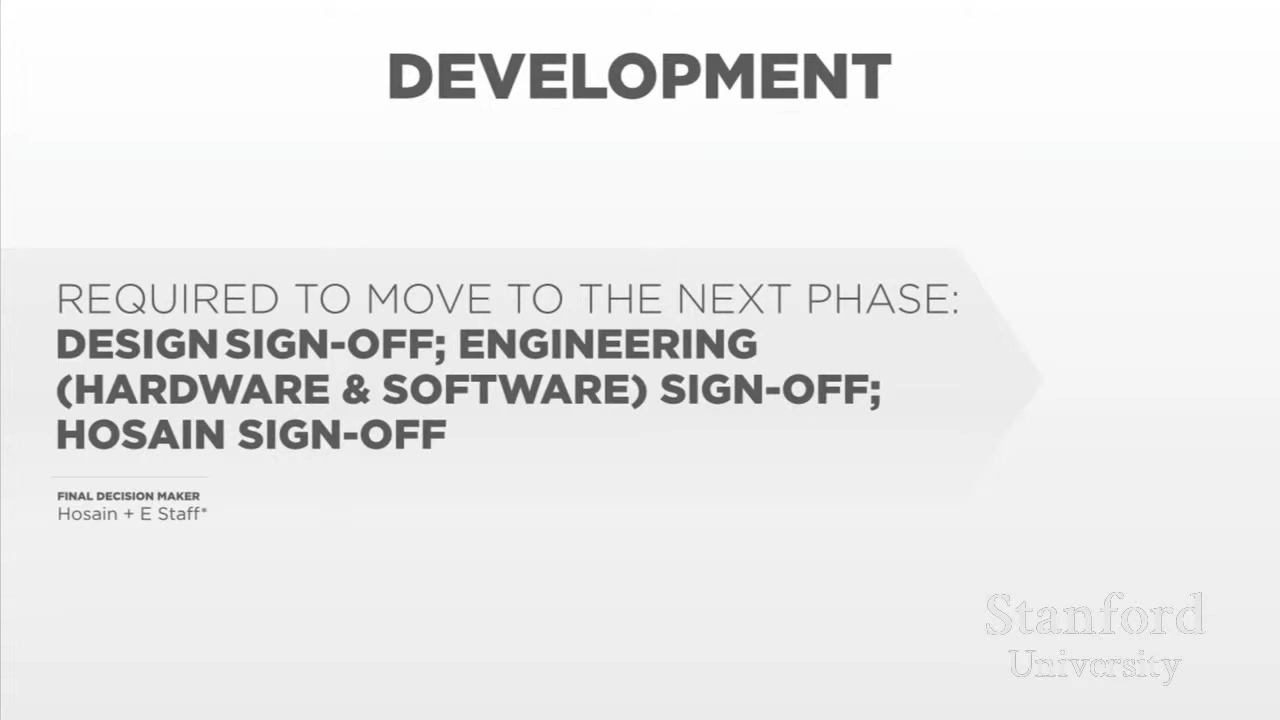 DEVELOPMENT
REQUIRED TO MOVE TO THE NEXT PHASE:
DESIGN SIGN-OFF; ENGINEERING
(HARDWARE & SOFTWARE) SIGN-OFF;
HOSAIN SIGN-OFF
FINAL DECISION MAKER
Hosain + E Staff*
Stanford
University